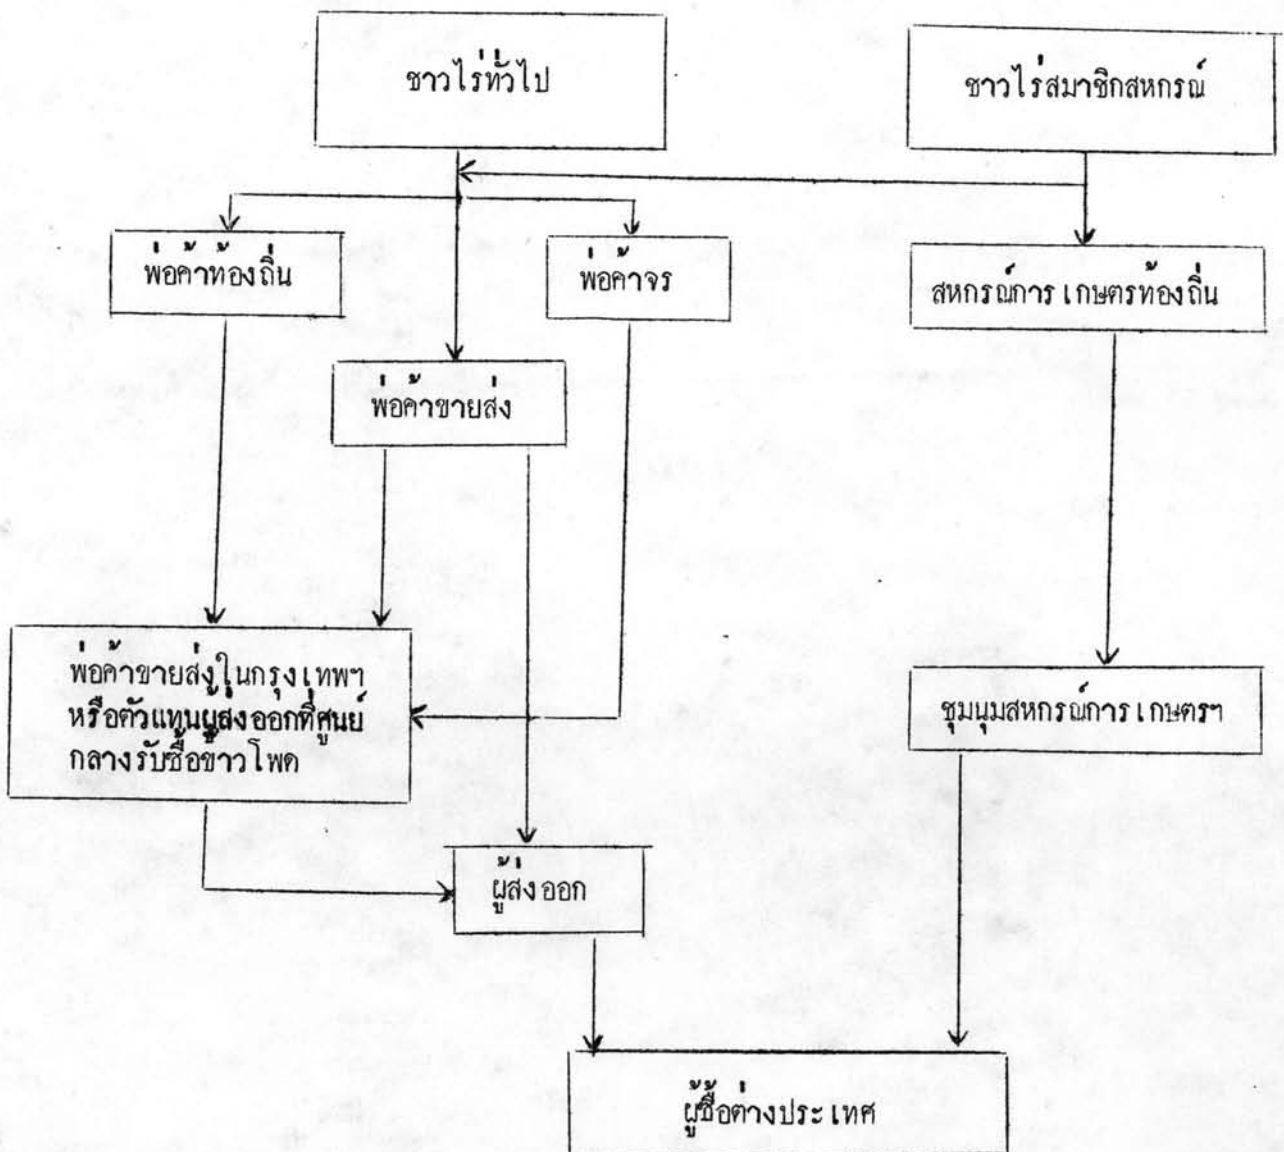 ชาวไร่ทั่วไป
ชาวไร่สมาชิกสหกรณ์
พ่อค้าท้องถิ่น
พ่อค้าจร
สหกรณ์การเกษตรท้องถิ่น
พ่อค้าขายส่ง
พ่อค้าขายส่งในกรุงเทพฯ
หรือตัวแทนผู้ส่งออกที่ศูนย์
กลางรับซื้อข้าวโพด
ชุมนุมสหกรณ์การเกษตรฯ
ผู้ส่งออก
ผู้ซื้อต่างประเทศ